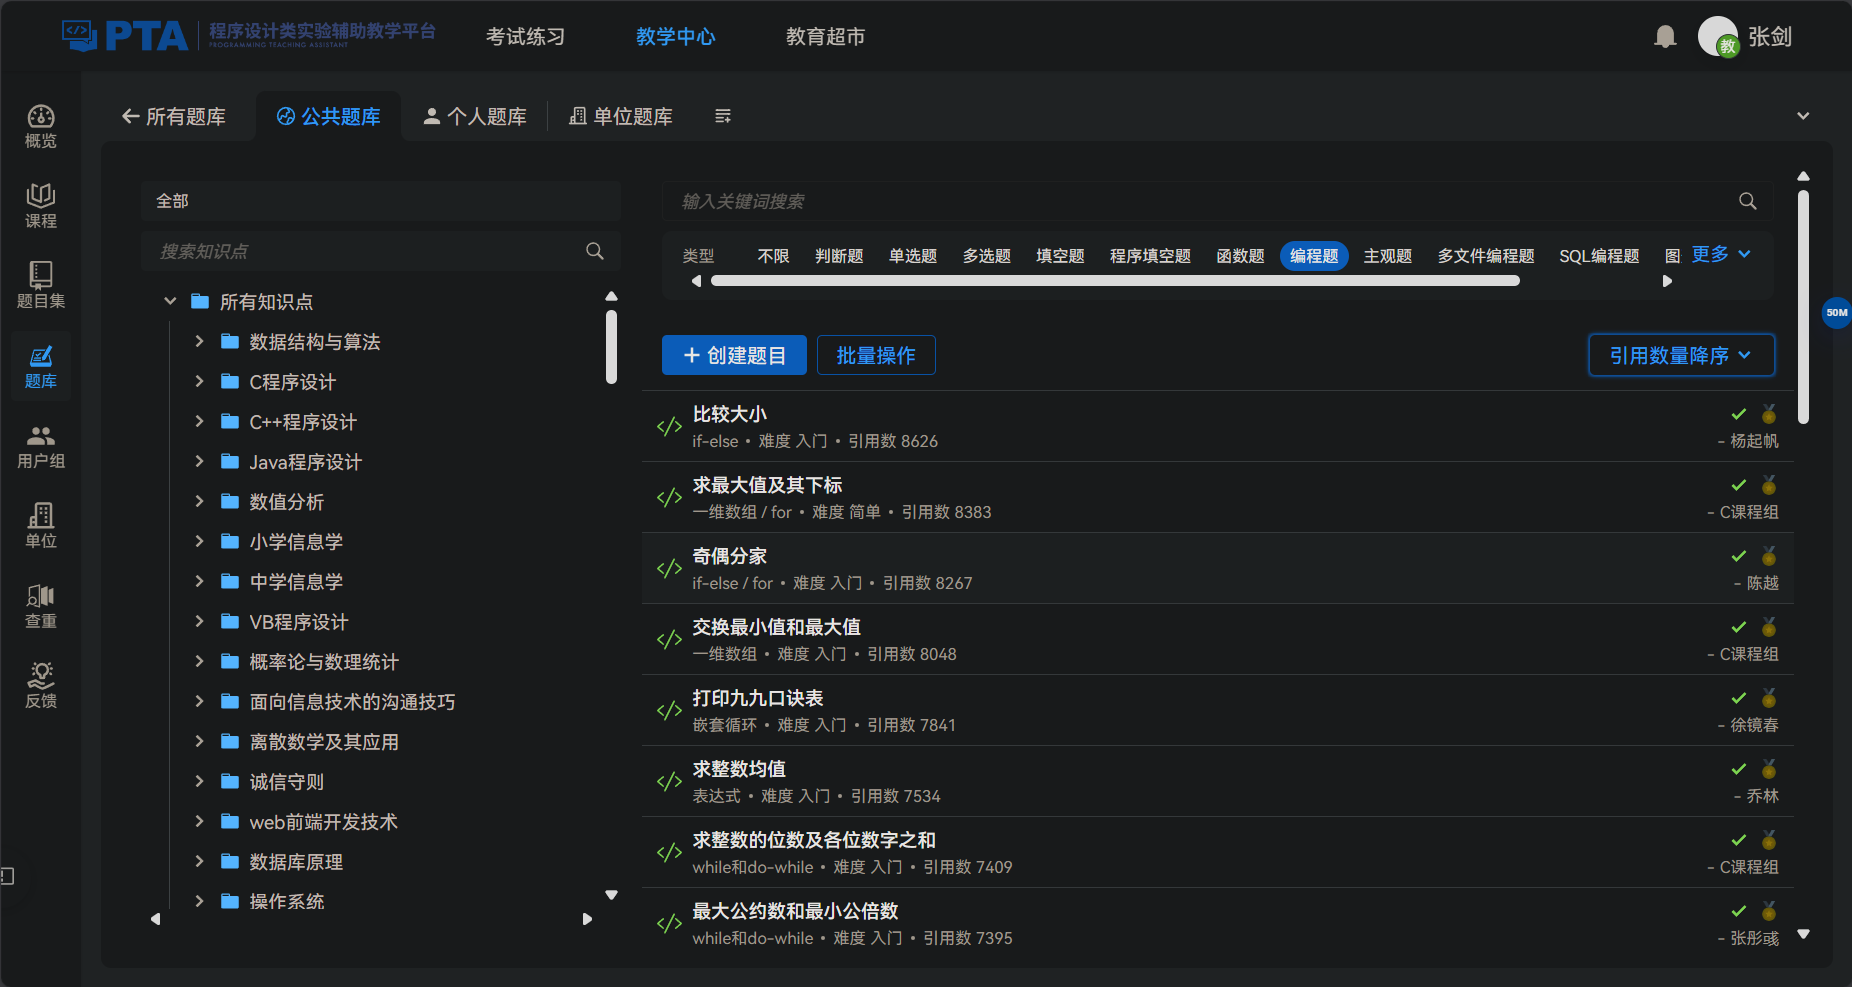 PTA 程序设计类实验辅助教学平台
PROGRAMMING TEACHING ASSISTANT
考试练习
教学中心
教育超市
教
张剑
概览
课程
题目集
题库
用户组
单位
查重
反馈
所有题库
公共题库
个人题库
单位题库
全部
搜索知识点
所有知识点
数据结构与算法
C程序设计
C++程序设计
Java程序设计
数值分析
小学信息学
中学信息学
VB程序设计
概率论与数理统计
面向信息技术的沟通技巧
离散数学及其应用
诚信守则
web前端开发技术
数据库原理
操作系统
输入关键词搜索
类型 不限 判断题 单选题 多选题 填空题 程序填空题 函数题 编程题 主观题 多文件编程题 SQL编程题 图 更多
50M
创建题目 批量操作 引用数量降序
比较大小
if-else • 难度 入门 • 引用数 8626 – 杨起帆
求最大值及其下标
一维数组 / for • 难度 简单 • 引用数 8383 – C课程组
奇偶分家
if-else / for • 难度 入门 • 引用数 8267 – 陈越
交换最小值和最大值
一维数组 • 难度 入门 • 引用数 8048 – C课程组
打印九九口诀表
嵌套循环 • 难度 入门 • 引用数 7841 – 徐镜春
求整数均值
表达式 • 难度 入门 • 引用数 7534 – 乔林
求整数的位数及各位数字之和
while和do-while • 难度 入门 • 引用数 7409 – C课程组
最大公约数和最小公倍数
while和do-while • 难度 入门 • 引用数 7395 – 张彤彧